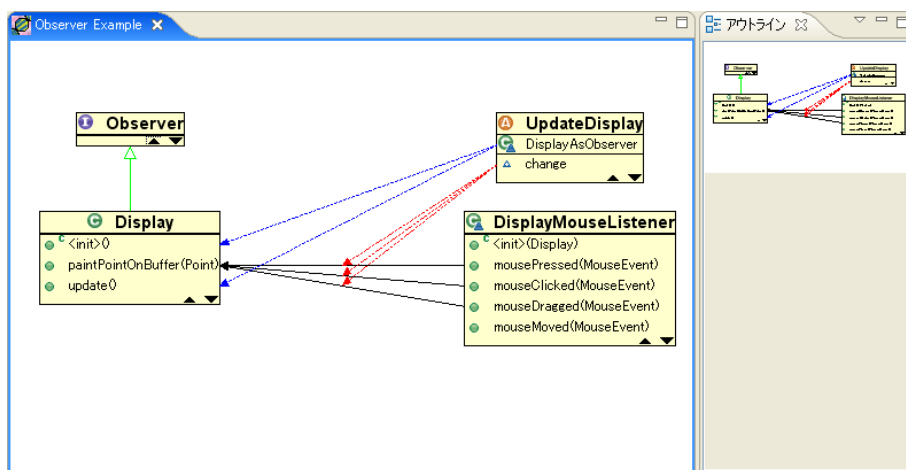 Observer Example
アウトライン
Observer
UpdateDisplay
DisplayAsObserver
change
Display
<init>()
paintPointOnBuffer(Point)
update()
DisplayMouseListener
<init>(Display)
mousePressed(MouseEvent)
mouseClicked(MouseEvent)
mouseDragged(MouseEvent)
mouseMoved(MouseEvent)